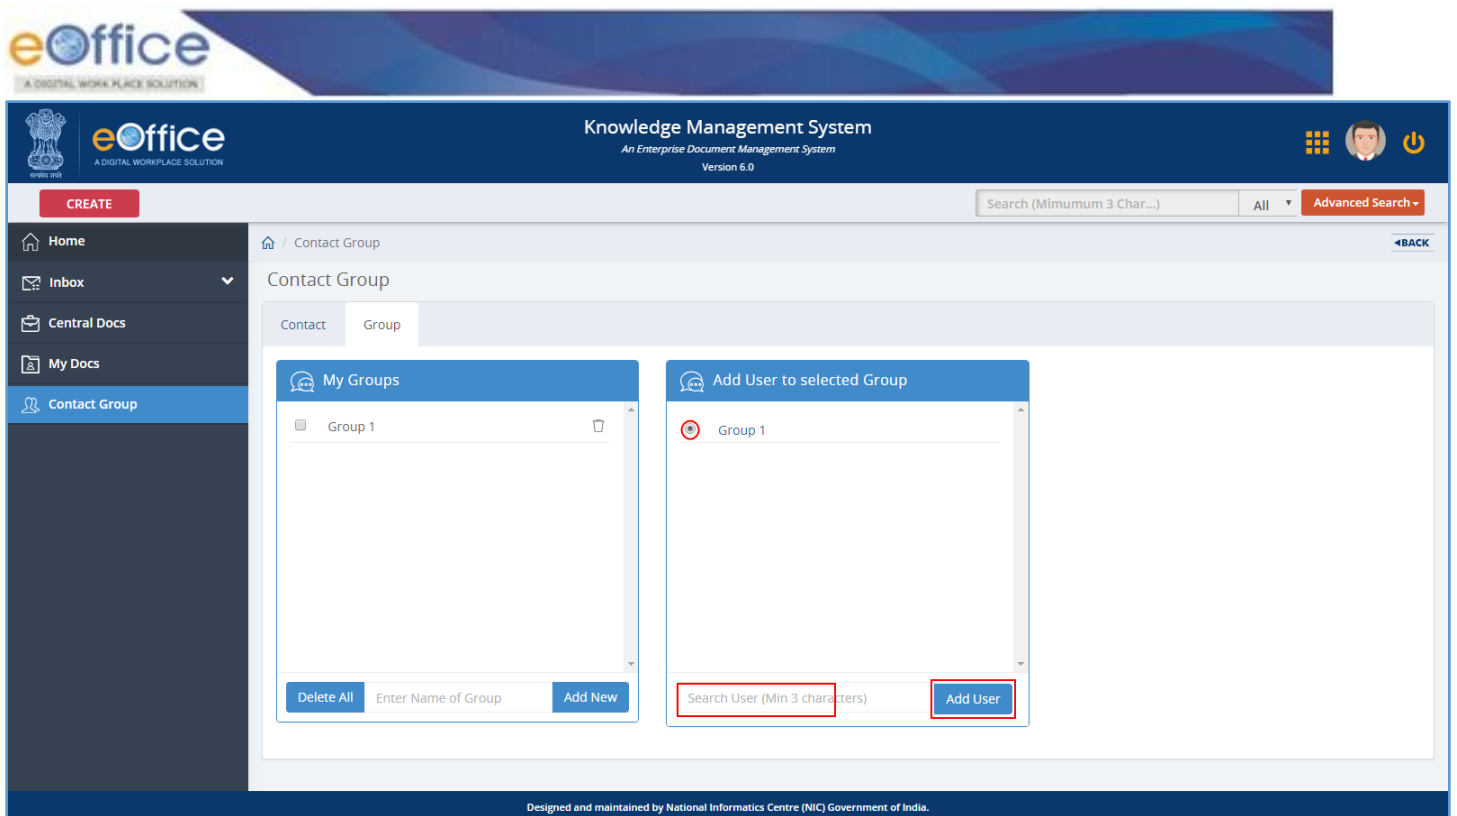 eOffice
A DIGITAL WORK PLACE SOLUTION
सत्यमेव जयते
eOffice
A DIGITAL WORKPLACE SOLUTION
Knowledge Management System
An Enterprise Document Management System
Version 6.0
CREATE
Search (Mimumum 3 Char...)
All
Advanced Search
Home
Inbox
Central Docs
My Docs
Contact Group
/ Contact Group
BACK
Contact Group
Contact
Group
My Groups
Group 1
Delete All
Enter Name of Group
Add New
Add User to selected Group
Group 1
Search User (Min 3 characters)
Add User
Designed and maintained by National Informatics Centre (NIC) Government of India.